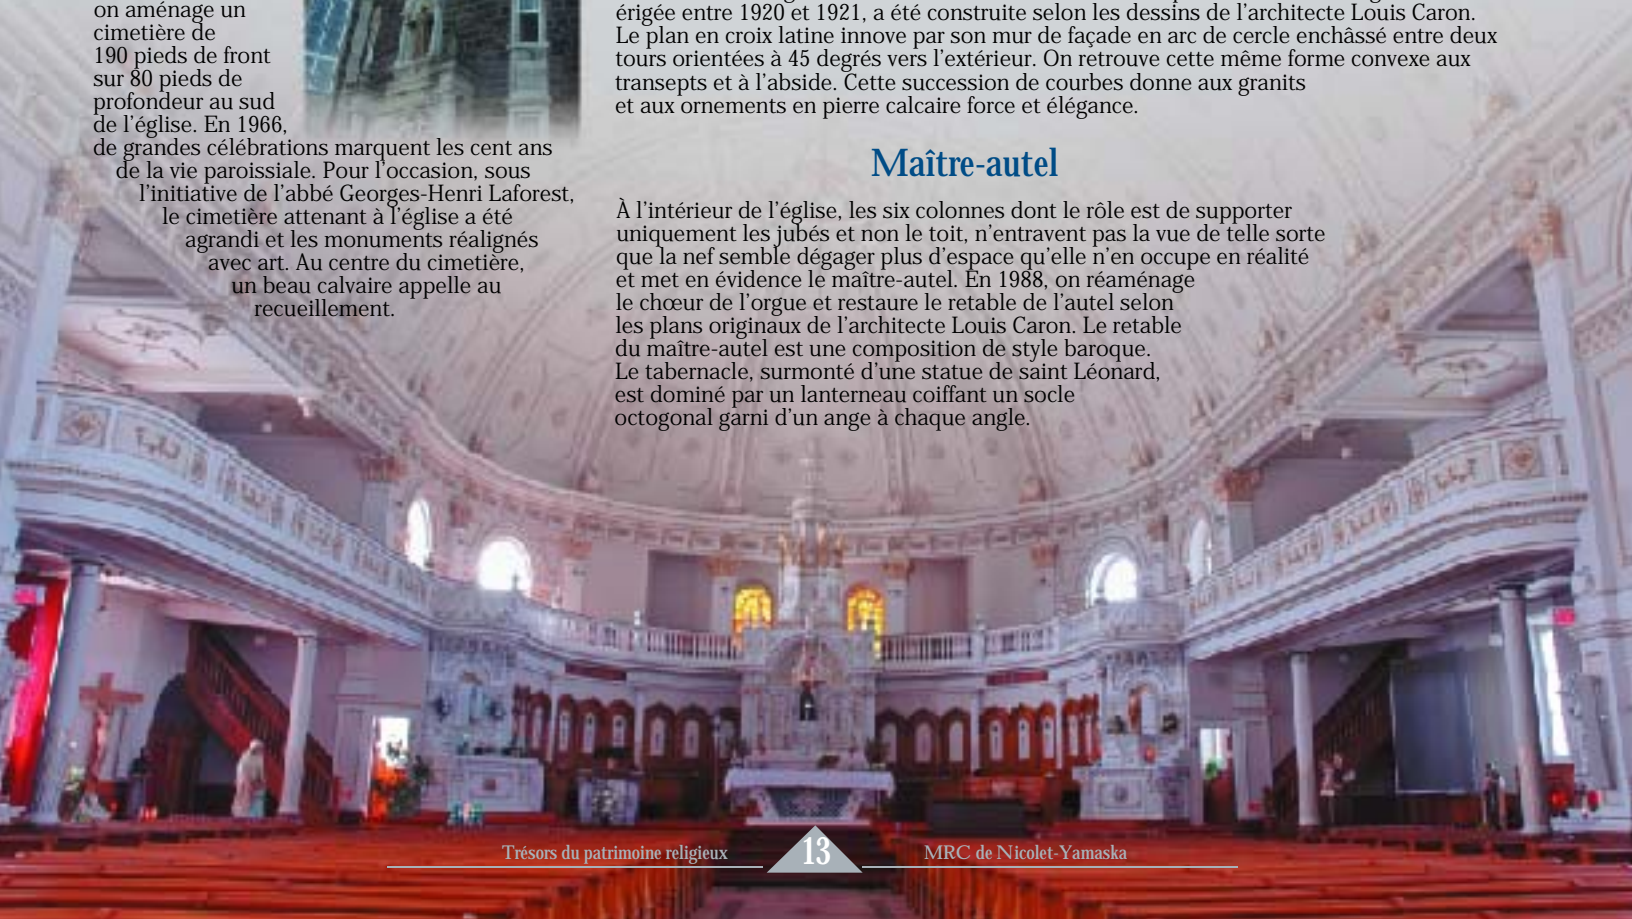 on aménage un
cimetière de
190 pieds de front
sur 80 pieds de
profondeur au sud
de l'église. En 1966,
de grandes célébrations marquent les cent ans
de la vie paroissiale. Pour l'occasion, sous
l'initiative de l'abbé Georges-Henri Laforest,
le cimetière attenant à l'église a été
agrandi et les monuments réalignés
avec art. Au centre du cimetière,
un beau calvaire appelle au
recueillement.
érigée entre 1920 et 1921, a été construite selon les dessins de l'architecte Louis Caron.
Le plan en croix latine innove par son mur de façade en arc de cercle enchâssé entre deux
tours orientées à 45 degrés vers l'extérieur. On retrouve cette même forme convexe aux
transepts et à l'abside. Cette succession de courbes donne aux granits
et aux ornements en pierre calcaire force et élégance.
Maître-autel
À l'intérieur de l'église, les six colonnes dont le rôle est de supporter
uniquement les jubés et non le toit, n'entravent pas la vue de telle sorte
que la nef semble dégager plus d'espace qu'elle n'en occupe en réalité
et met en évidence le maître-autel. En 1988, on réaménage
le chœur de l'orgue et restaure le retable de l'autel selon
les plans originaux de l'architecte Louis Caron. Le retable
du maître-autel est une composition de style baroque.
Le tabernacle, surmonté d'une statue de saint Léonard,
est dominé par un lanterneau coiffant un socle
octogonal garni d'un ange à chaque angle.
Trésors du patrimoine religieux
13
MRC de Nicolet-Yamaska